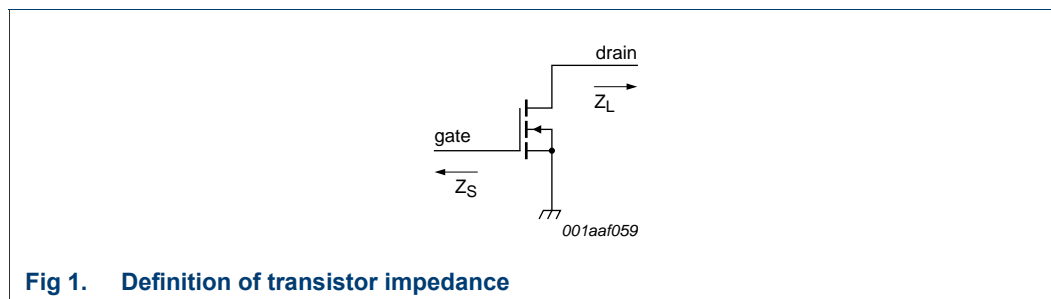 drain
Z_L
gate
Z_S
001aaf059
Fig 1. Definition of transistor impedance